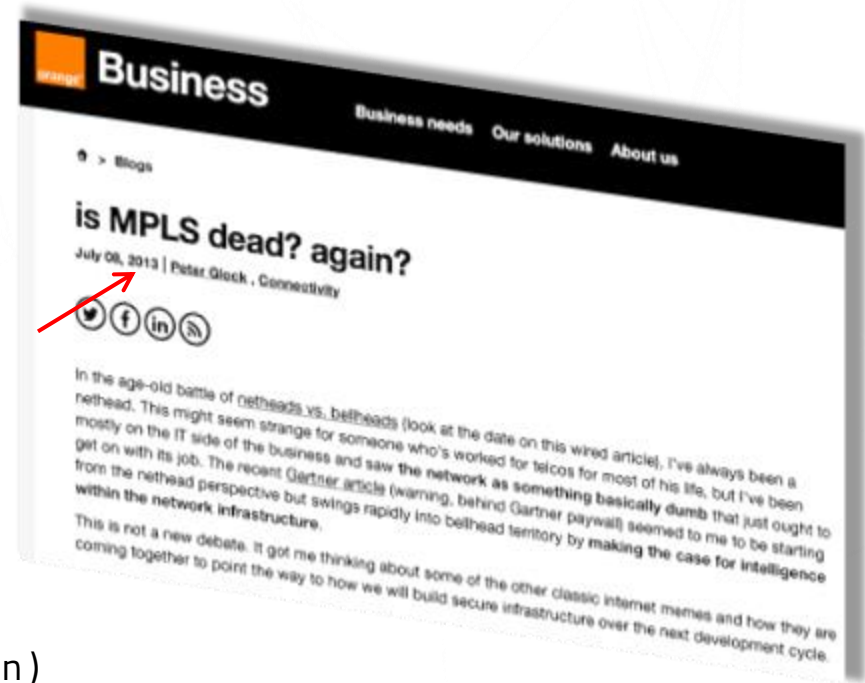 orange Business
Business needs Our solutions About us
> Blogs
is MPLS dead? again?
July 08, 2013 | Peter Glock , Connectivity
In the age-old battle of netheads vs. bellheads (look at the date on this wired article), I've always been a
nethead. This might seem strange for someone who's worked for telcos for most of his life, but I've been
mostly on the IT side of the business and saw the network as something basically dumb that just ought to
get on with its job. The recent Gartner article (warning, behind Gartner paywall) seemed to me to be starting
from the nethead perspective but swings rapidly into bellhead territory by making the case for intelligence
within the network infrastructure.
This is not a new debate. It got me thinking about some of the other classic internet memes and how they are
coming together to point the way to how we will build secure infrastructure over the next development cycle.
n)